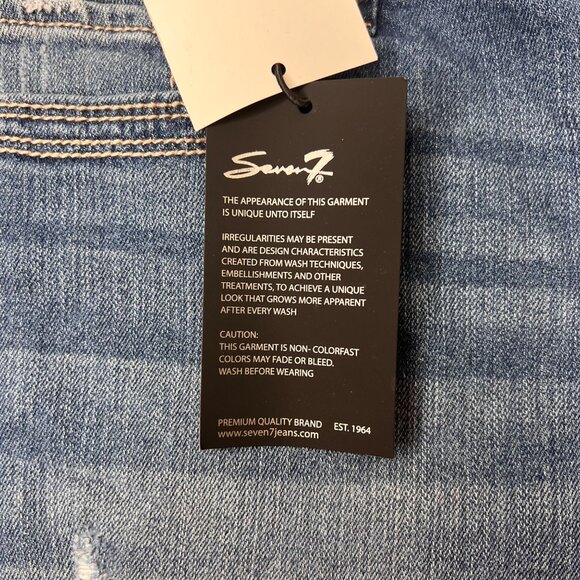 Seven7®
THE APPEARANCE OF THIS GARMENT
IS UNIQUE UNTO ITSELF
IRREGULARITIES MAY BE PRESENT
AND ARE DESIGN CHARACTERISTICS
CREATED FROM WASH TECHNIQUES,
EMBELLISHMENTS AND OTHER
TREATMENTS, TO ACHIEVE A UNIQUE
LOOK THAT GROWS MORE APPARENT
AFTER EVERY WASH
CAUTION:
THIS GARMENT IS NON- COLORFAST
COLORS MAY FADE OR BLEED.
WASH BEFORE WEARING
PREMIUM QUALITY BRAND EST. 1964
www.seven7jeans.com